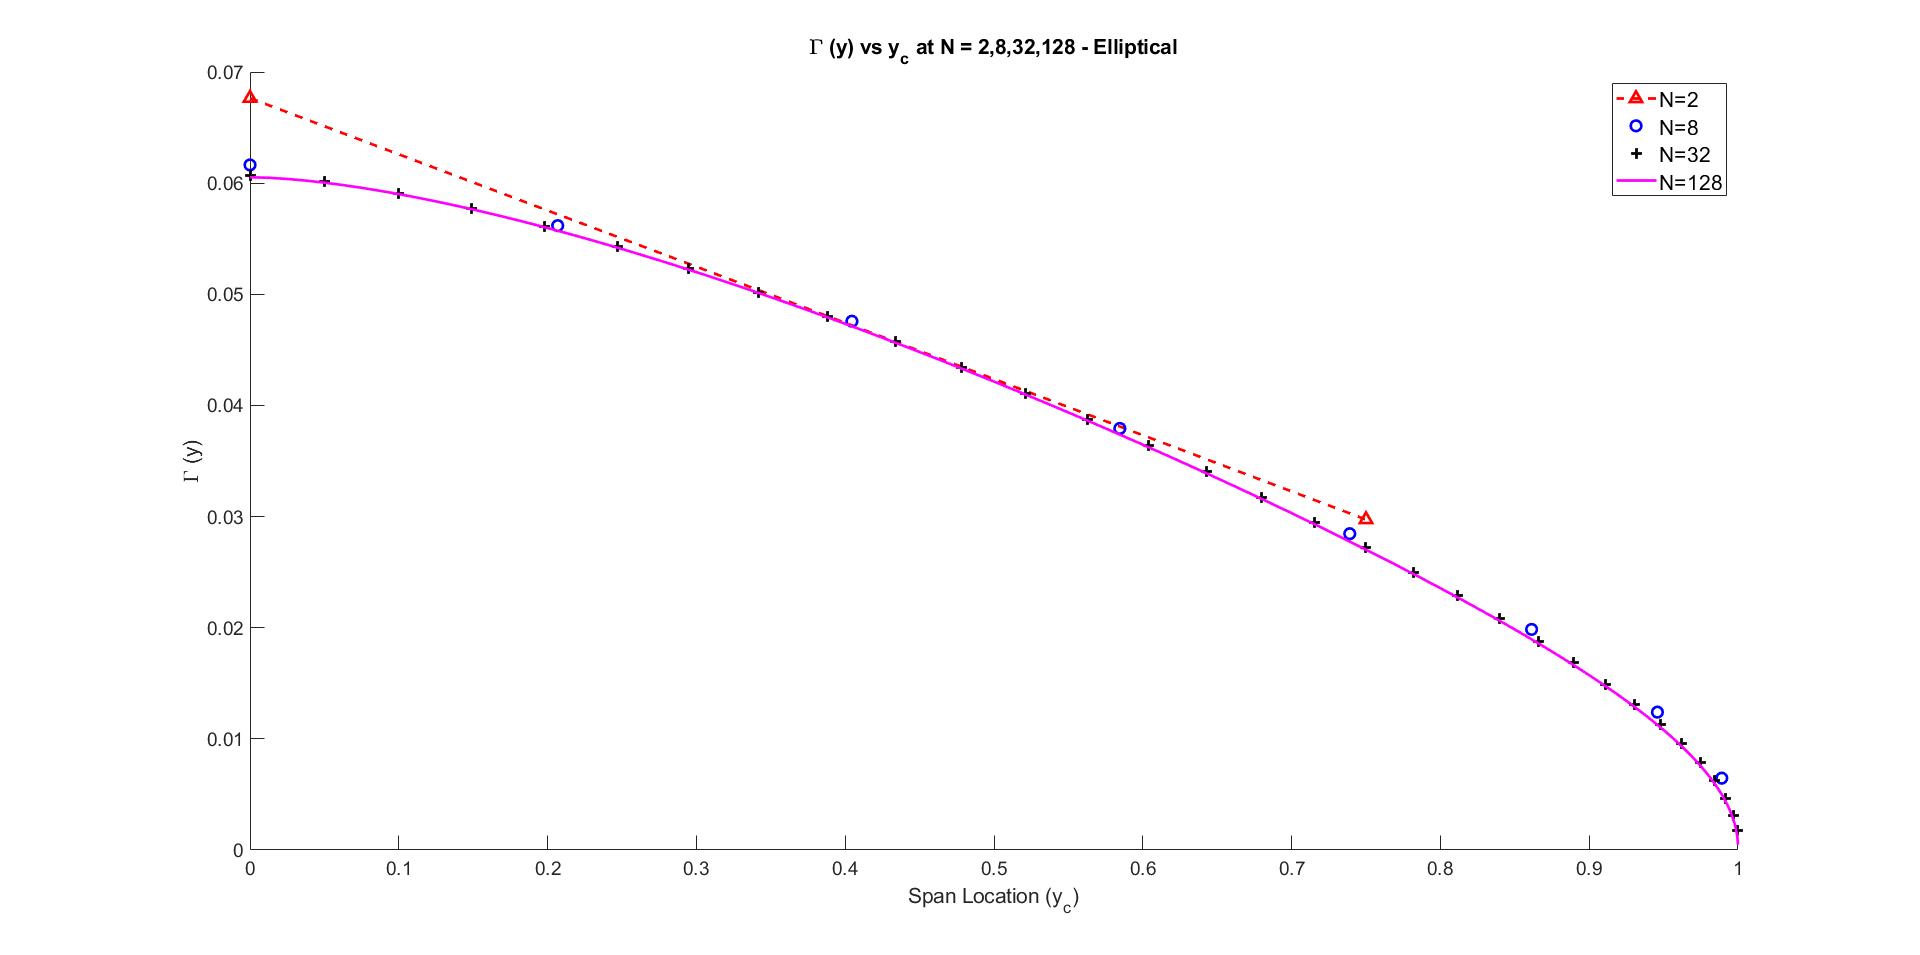 Γ (y) vs y_c at N = 2,8,32,128 - Elliptical
N=2
N=8
N=32
N=128
0.07
0.06
0.05
0.04
0.03
0.02
0.01
0
Γ (y)
0 0.1 0.2 0.3 0.4 0.5 0.6 0.7 0.8 0.9 1
Span Location (y_c)